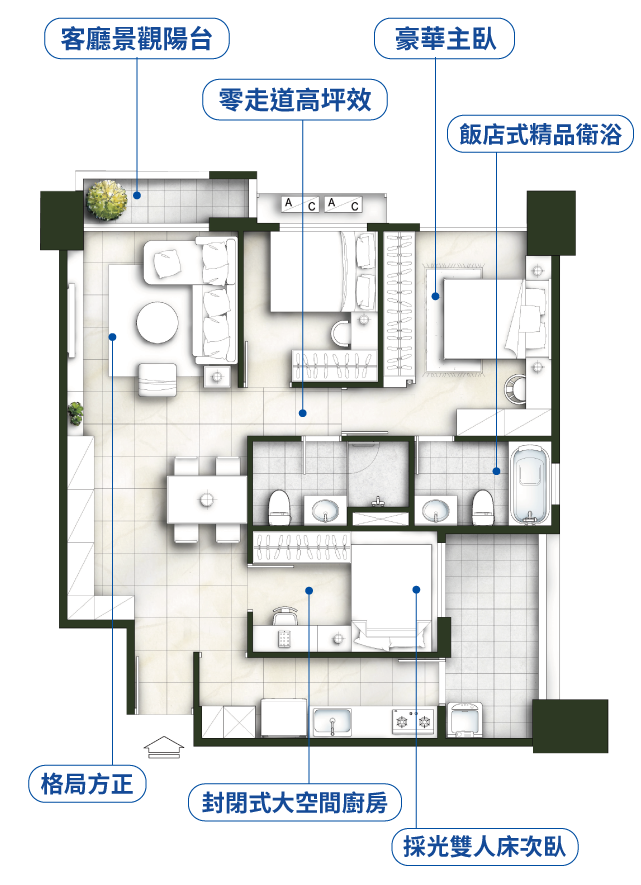 客廳景觀陽台
豪華主臥
零走道高坪效
飯店式精品衛浴
A C A C
格局方正
封閉式大空間廚房
採光雙人床次臥